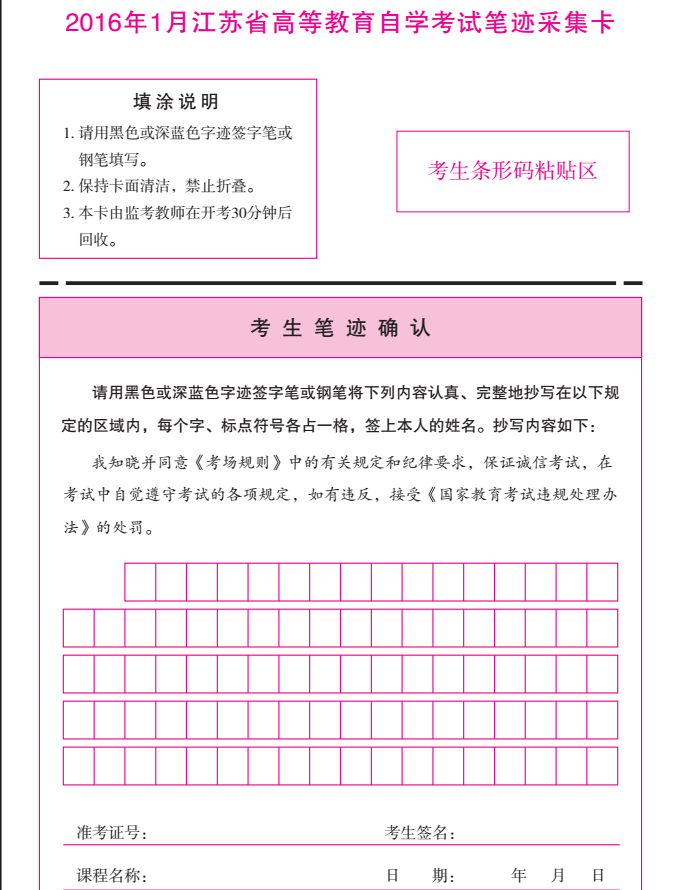 2016年1月江苏省高等教育自学考试笔迹采集卡
填涂说明
1. 请用黑色或深蓝色字迹签字笔或
钢笔填写。
2. 保持卡面清洁，禁止折叠。
3. 本卡由监考教师在开考30分钟后
回收。
考生条形码粘贴区
考生笔迹确认
请用黑色或深蓝色字迹签字笔或钢笔将下列内容认真、完整地抄写在以下规
定的区域内，每个字、标点符号各占一格，签上本人的姓名。抄写内容如下：
我知晓并同意《考场规则》中的有关规定和纪律要求，保证诚信考试，在
考试中自觉遵守考试的各项规定，如有违反，接受《国家教育考试违规处理办
法》的处罚。
准考证号： 考生签名：
课程名称： 日 期： 年 月 日